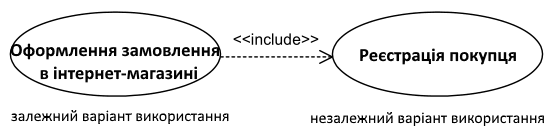 Оформлення замовлення
в інтернет-магазині
<<include>>
Реєстрація покупця
залежний варіант використання
незалежний варіант використання